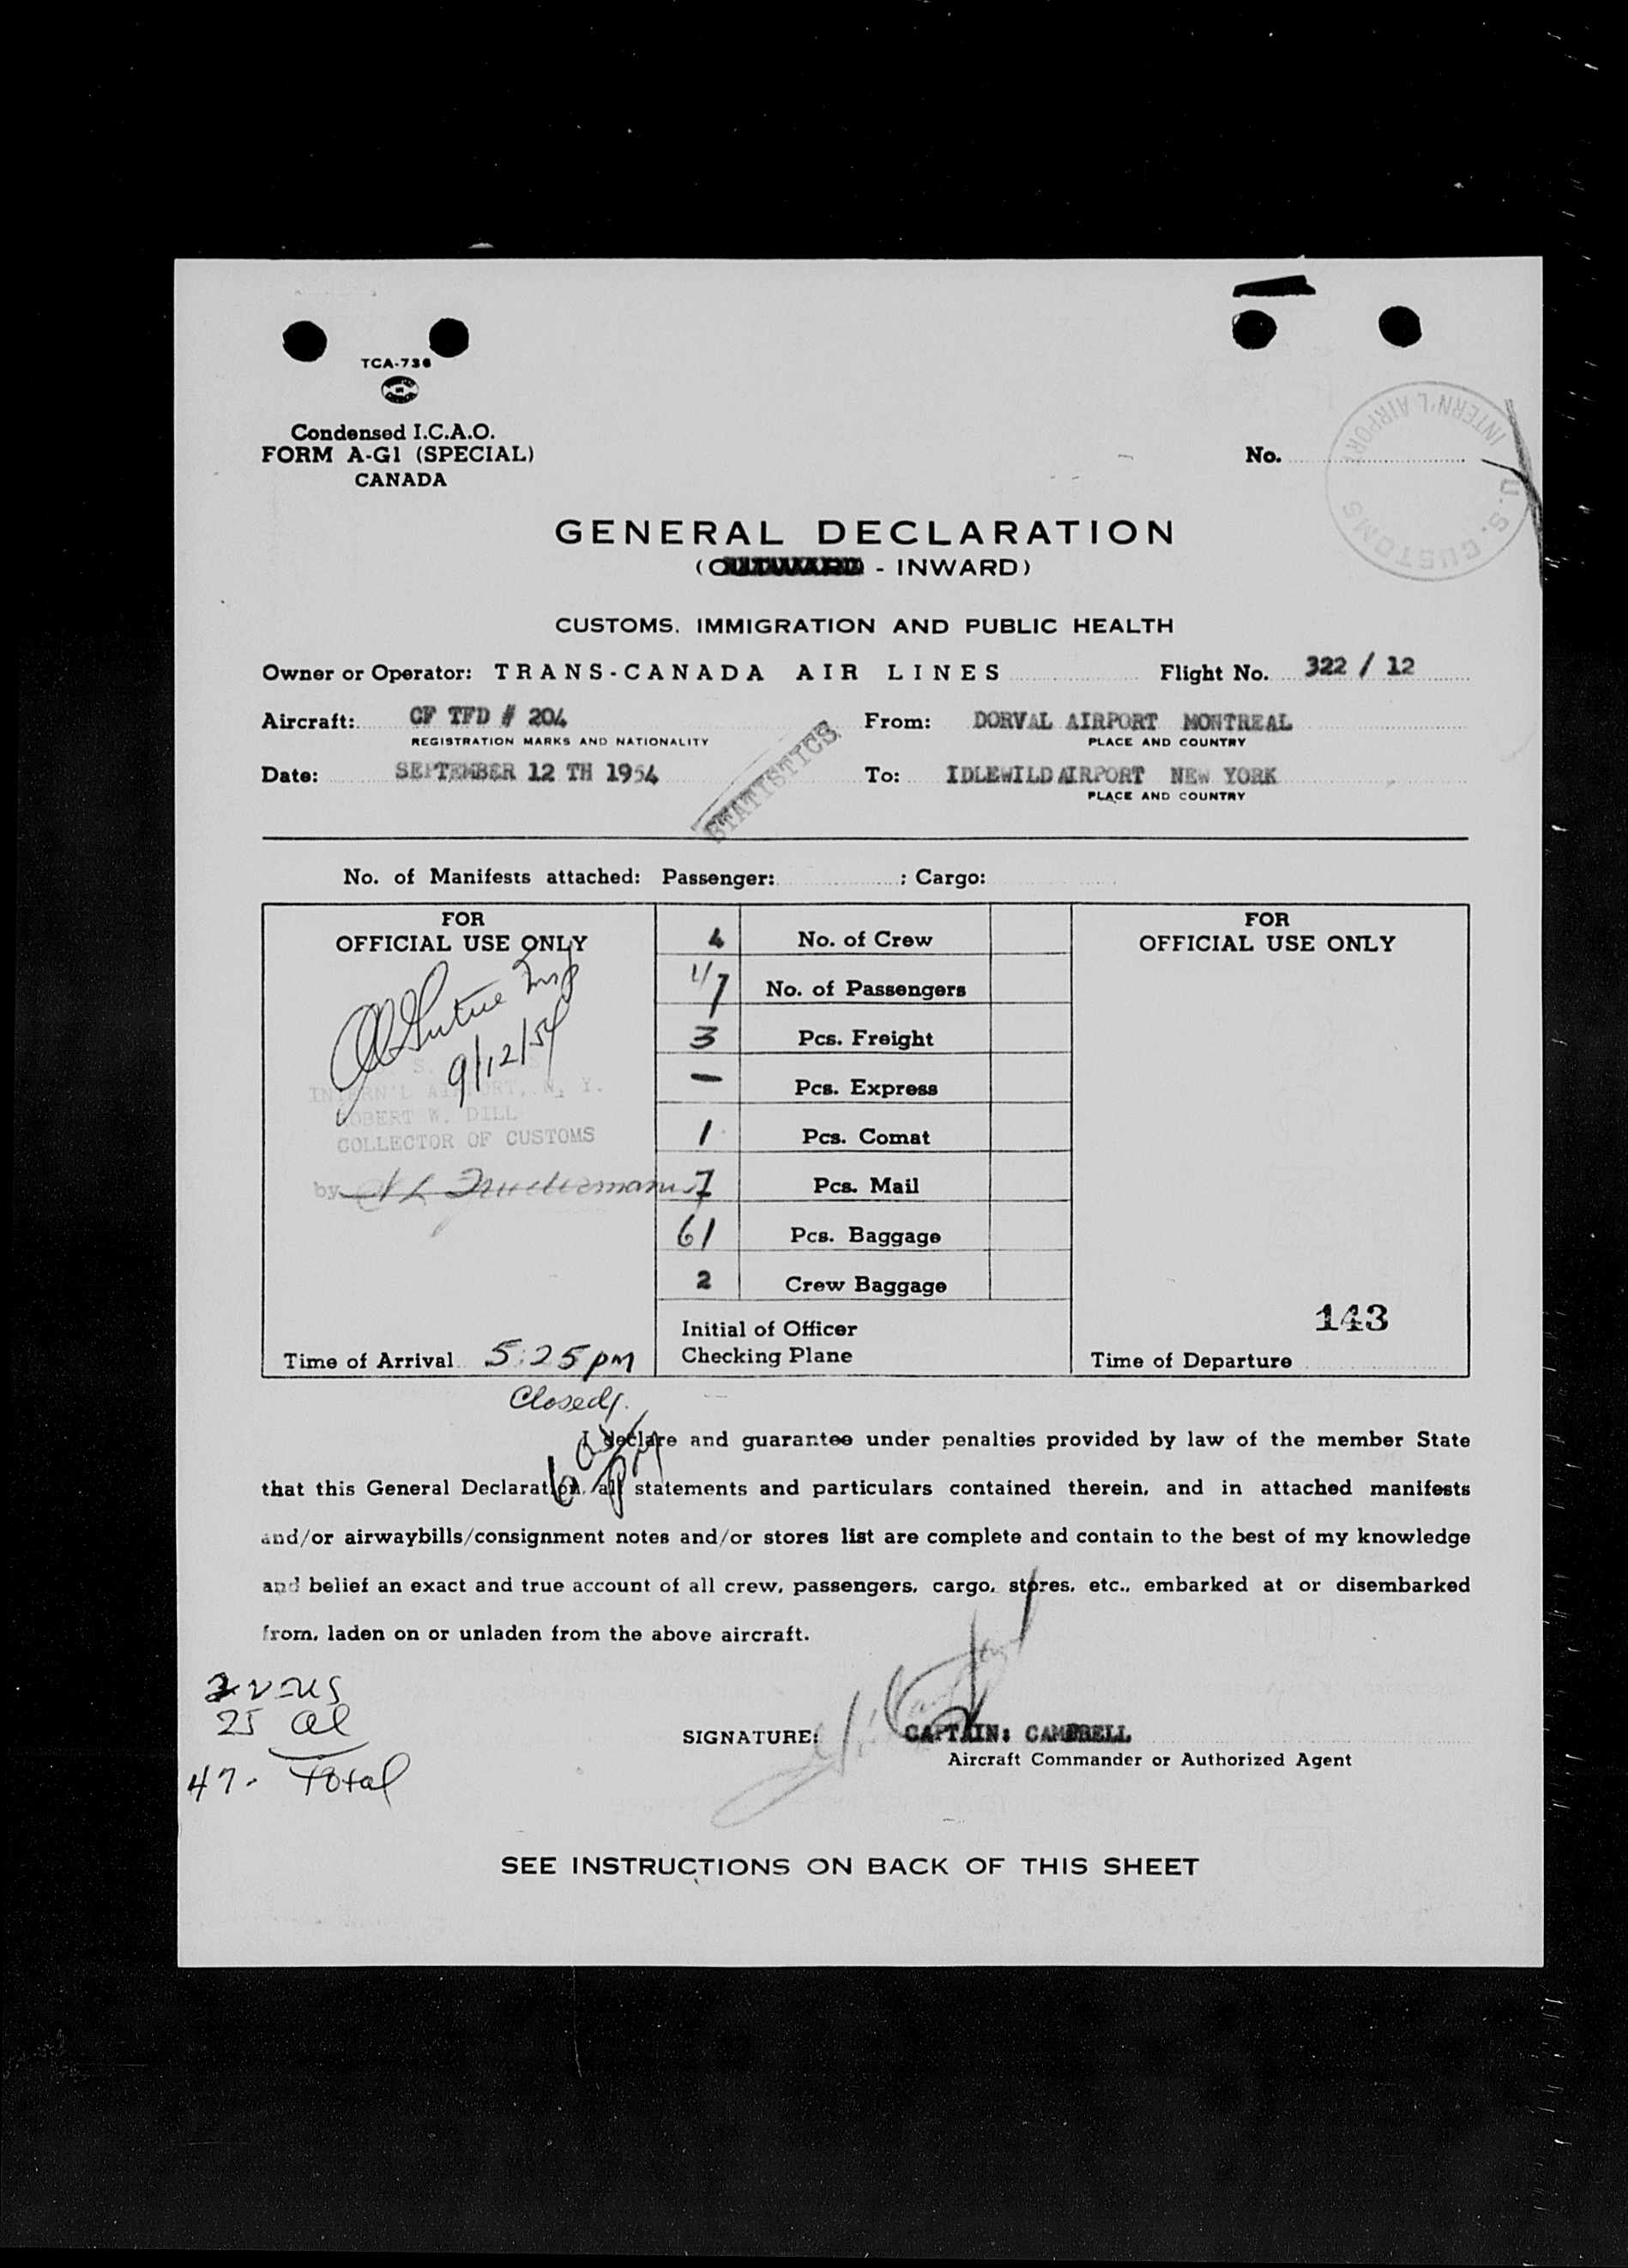 TCA-736
Condensed I.C.A.O.
FORM A-G1 (SPECIAL)
CANADA
No.
INTERN'L AIRPORT
U.S. CUSTOMS
GENERAL DECLARATION
(OUTWARD - INWARD)
CUSTOMS, IMMIGRATION AND PUBLIC HEALTH
Owner or Operator: TRANS-CANADA AIR LINES Flight No. 322 / 12
Aircraft: CF TFD # 204 From: DORVAL AIRPORT MONTREAL
REGISTRATION MARKS AND NATIONALITY PLACE AND COUNTRY
STATISTICS
Date: SEPTEMBER 12 TH 1954 To: IDLEWILD AIRPORT NEW YORK
PLACE AND COUNTRY
No. of Manifests attached: Passenger: ; Cargo:
FOR
OFFICIAL USE ONLY
9/12/54
INTERN'L AIRPORT, N. Y.
ROBERT W. DILL
COLLECTOR OF CUSTOMS
by
Time of Arrival 5:25 pm
Closed
4 No. of Crew
47 No. of Passengers
3 Pcs. Freight
— Pcs. Express
1 Pcs. Comat
7 Pcs. Mail
61 Pcs. Baggage
2 Crew Baggage
Initial of Officer
Checking Plane
FOR
OFFICIAL USE ONLY
143
Time of Departure
I declare and guarantee under penalties provided by law of the member State
that this General Declaration, all statements and particulars contained therein, and in attached manifests
and/or airwaybills/consignment notes and/or stores list are complete and contain to the best of my knowledge
and belief an exact and true account of all crew, passengers, cargo, stores, etc., embarked at or disembarked
from, laden on or unladen from the above aircraft.
25 al
47. Total
SIGNATURE: CAPTAIN: CAMPBELL
Aircraft Commander or Authorized Agent
SEE INSTRUCTIONS ON BACK OF THIS SHEET